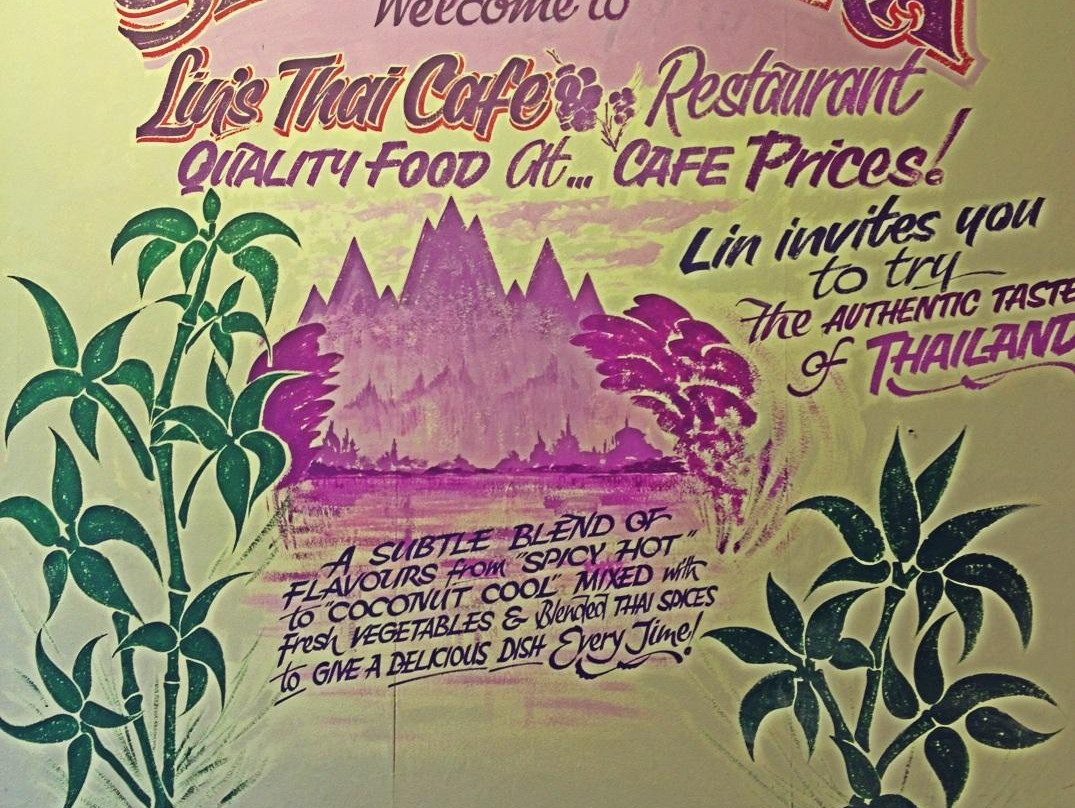 Welcome to
Lin's Thai Cafe Restaurant
QUALITY FOOD at... CAFE Prices!
Lin invites you
to try
the AUTHENTIC TASTE
of THAILAND
A SUBTLE BLEND OF
FLAVOURS from "SPICY HOT"
to "COCONUT COOL", MIXED with
Fresh VEGETABLES & Blended THAI SPICES
to GIVE A DELICIOUS DISH Every Time!